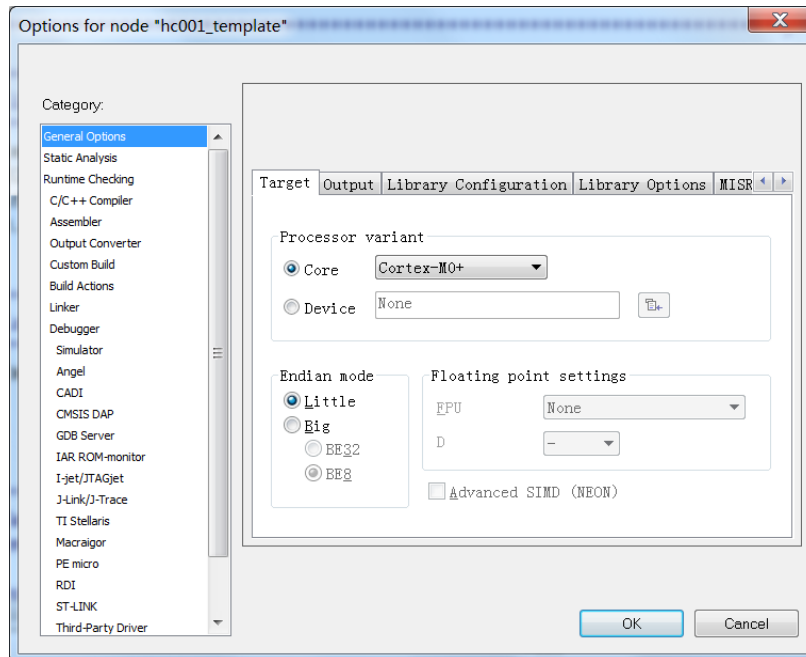 Options for node "hc001_template"
Category:
General Options
Static Analysis
Runtime Checking
C/C++ Compiler
Assembler
Output Converter
Custom Build
Build Actions
Linker
Debugger
Simulator
Angel
CADI
CMSIS DAP
GDB Server
IAR ROM-monitor
I-jet/JTAGjet
J-Link/J-Trace
TI Stellaris
Macraigor
PE micro
RDI
ST-LINK
Third-Party Driver
Target Output Library Configuration Library Options MISR
Processor variant
Core Cortex-M0+
Device None
Endian mode
Little
Big
BE32
BE8
Floating point settings
FPU None
D -
Advanced SIMD (NEON)
OK Cancel